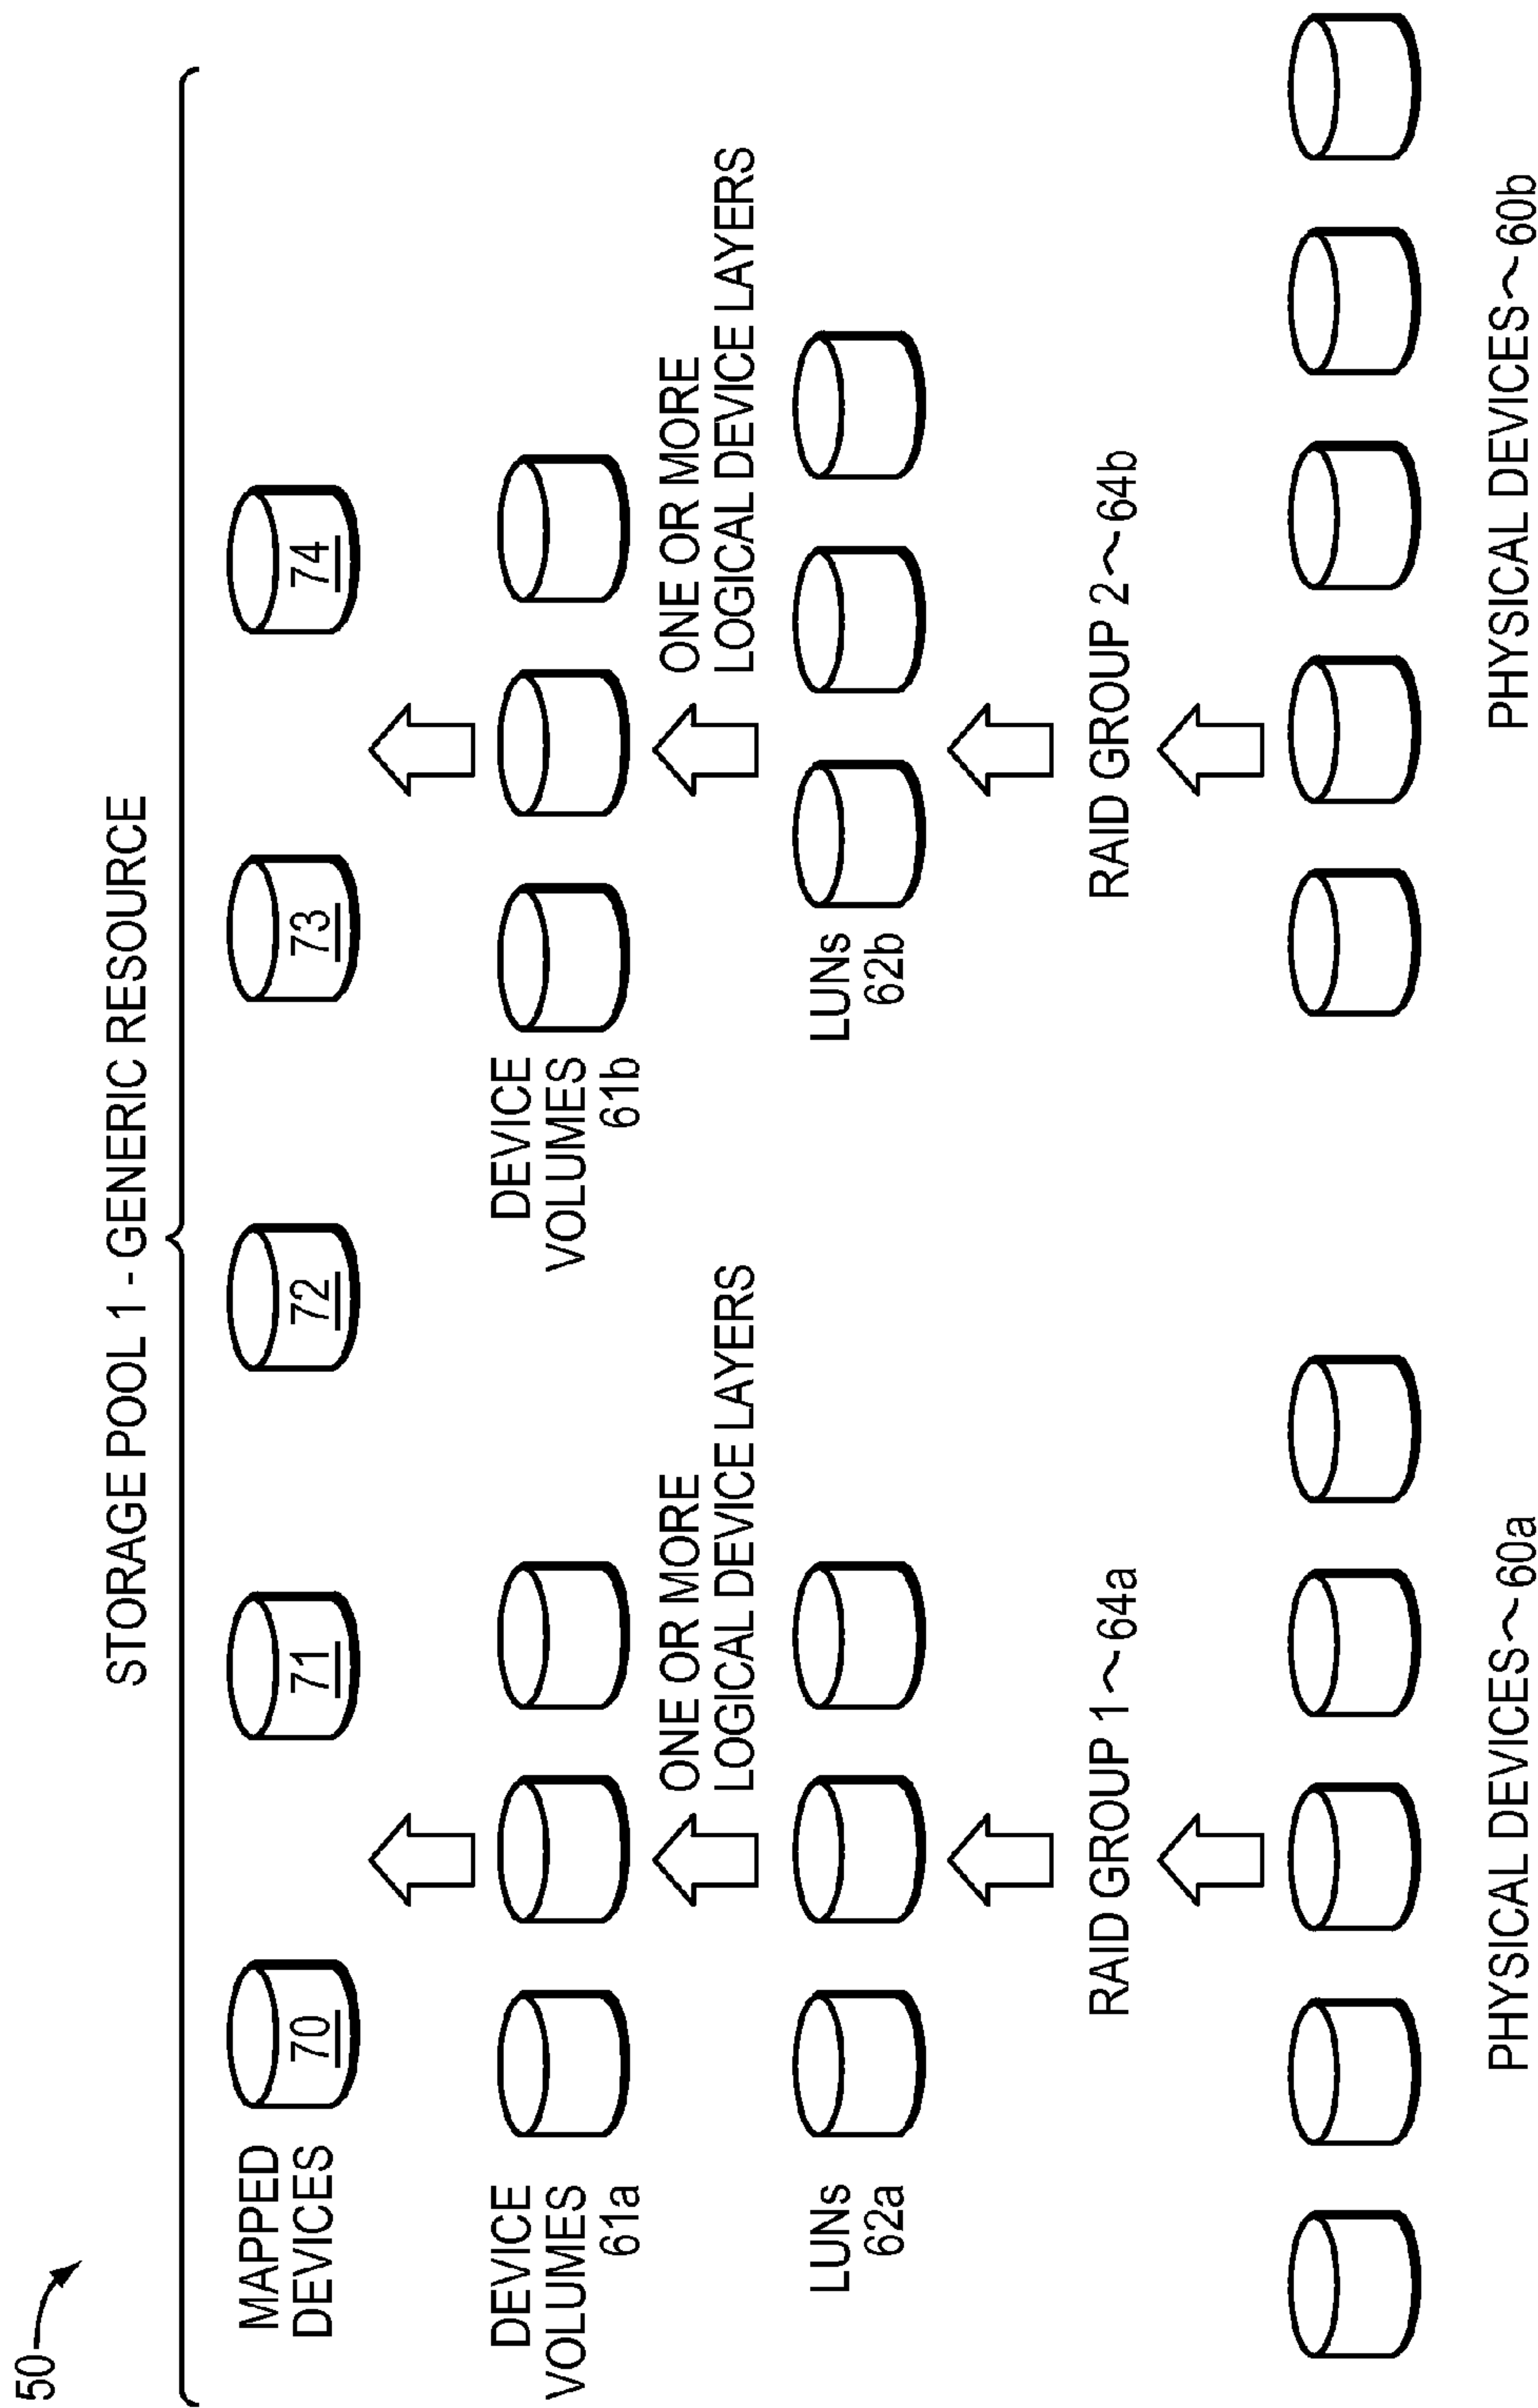 50
STORAGE POOL 1 - GENERIC RESOURCE
MAPPED
DEVICES
70
71
72
73
74
DEVICE
VOLUMES
61a
DEVICE
VOLUMES
61b
ONE OR MORE
LOGICAL DEVICE LAYERS
ONE OR MORE
LOGICAL DEVICE LAYERS
LUNs
62a
LUNs
62b
RAID GROUP 1~64a
RAID GROUP 2~64b
PHYSICAL DEVICES~60a
PHYSICAL DEVICES~60b